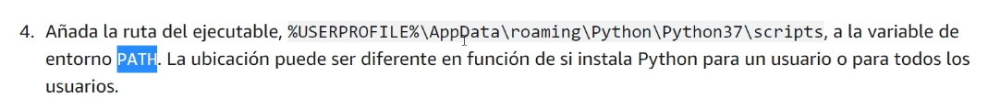 4. Añada la ruta del ejecutable, %USERPROFILE%\AppData\roaming\Python\Python37\scripts, a la variable de
entorno PATH. La ubicación puede ser diferente en función de si instala Python para un usuario o para todos los
usuarios.